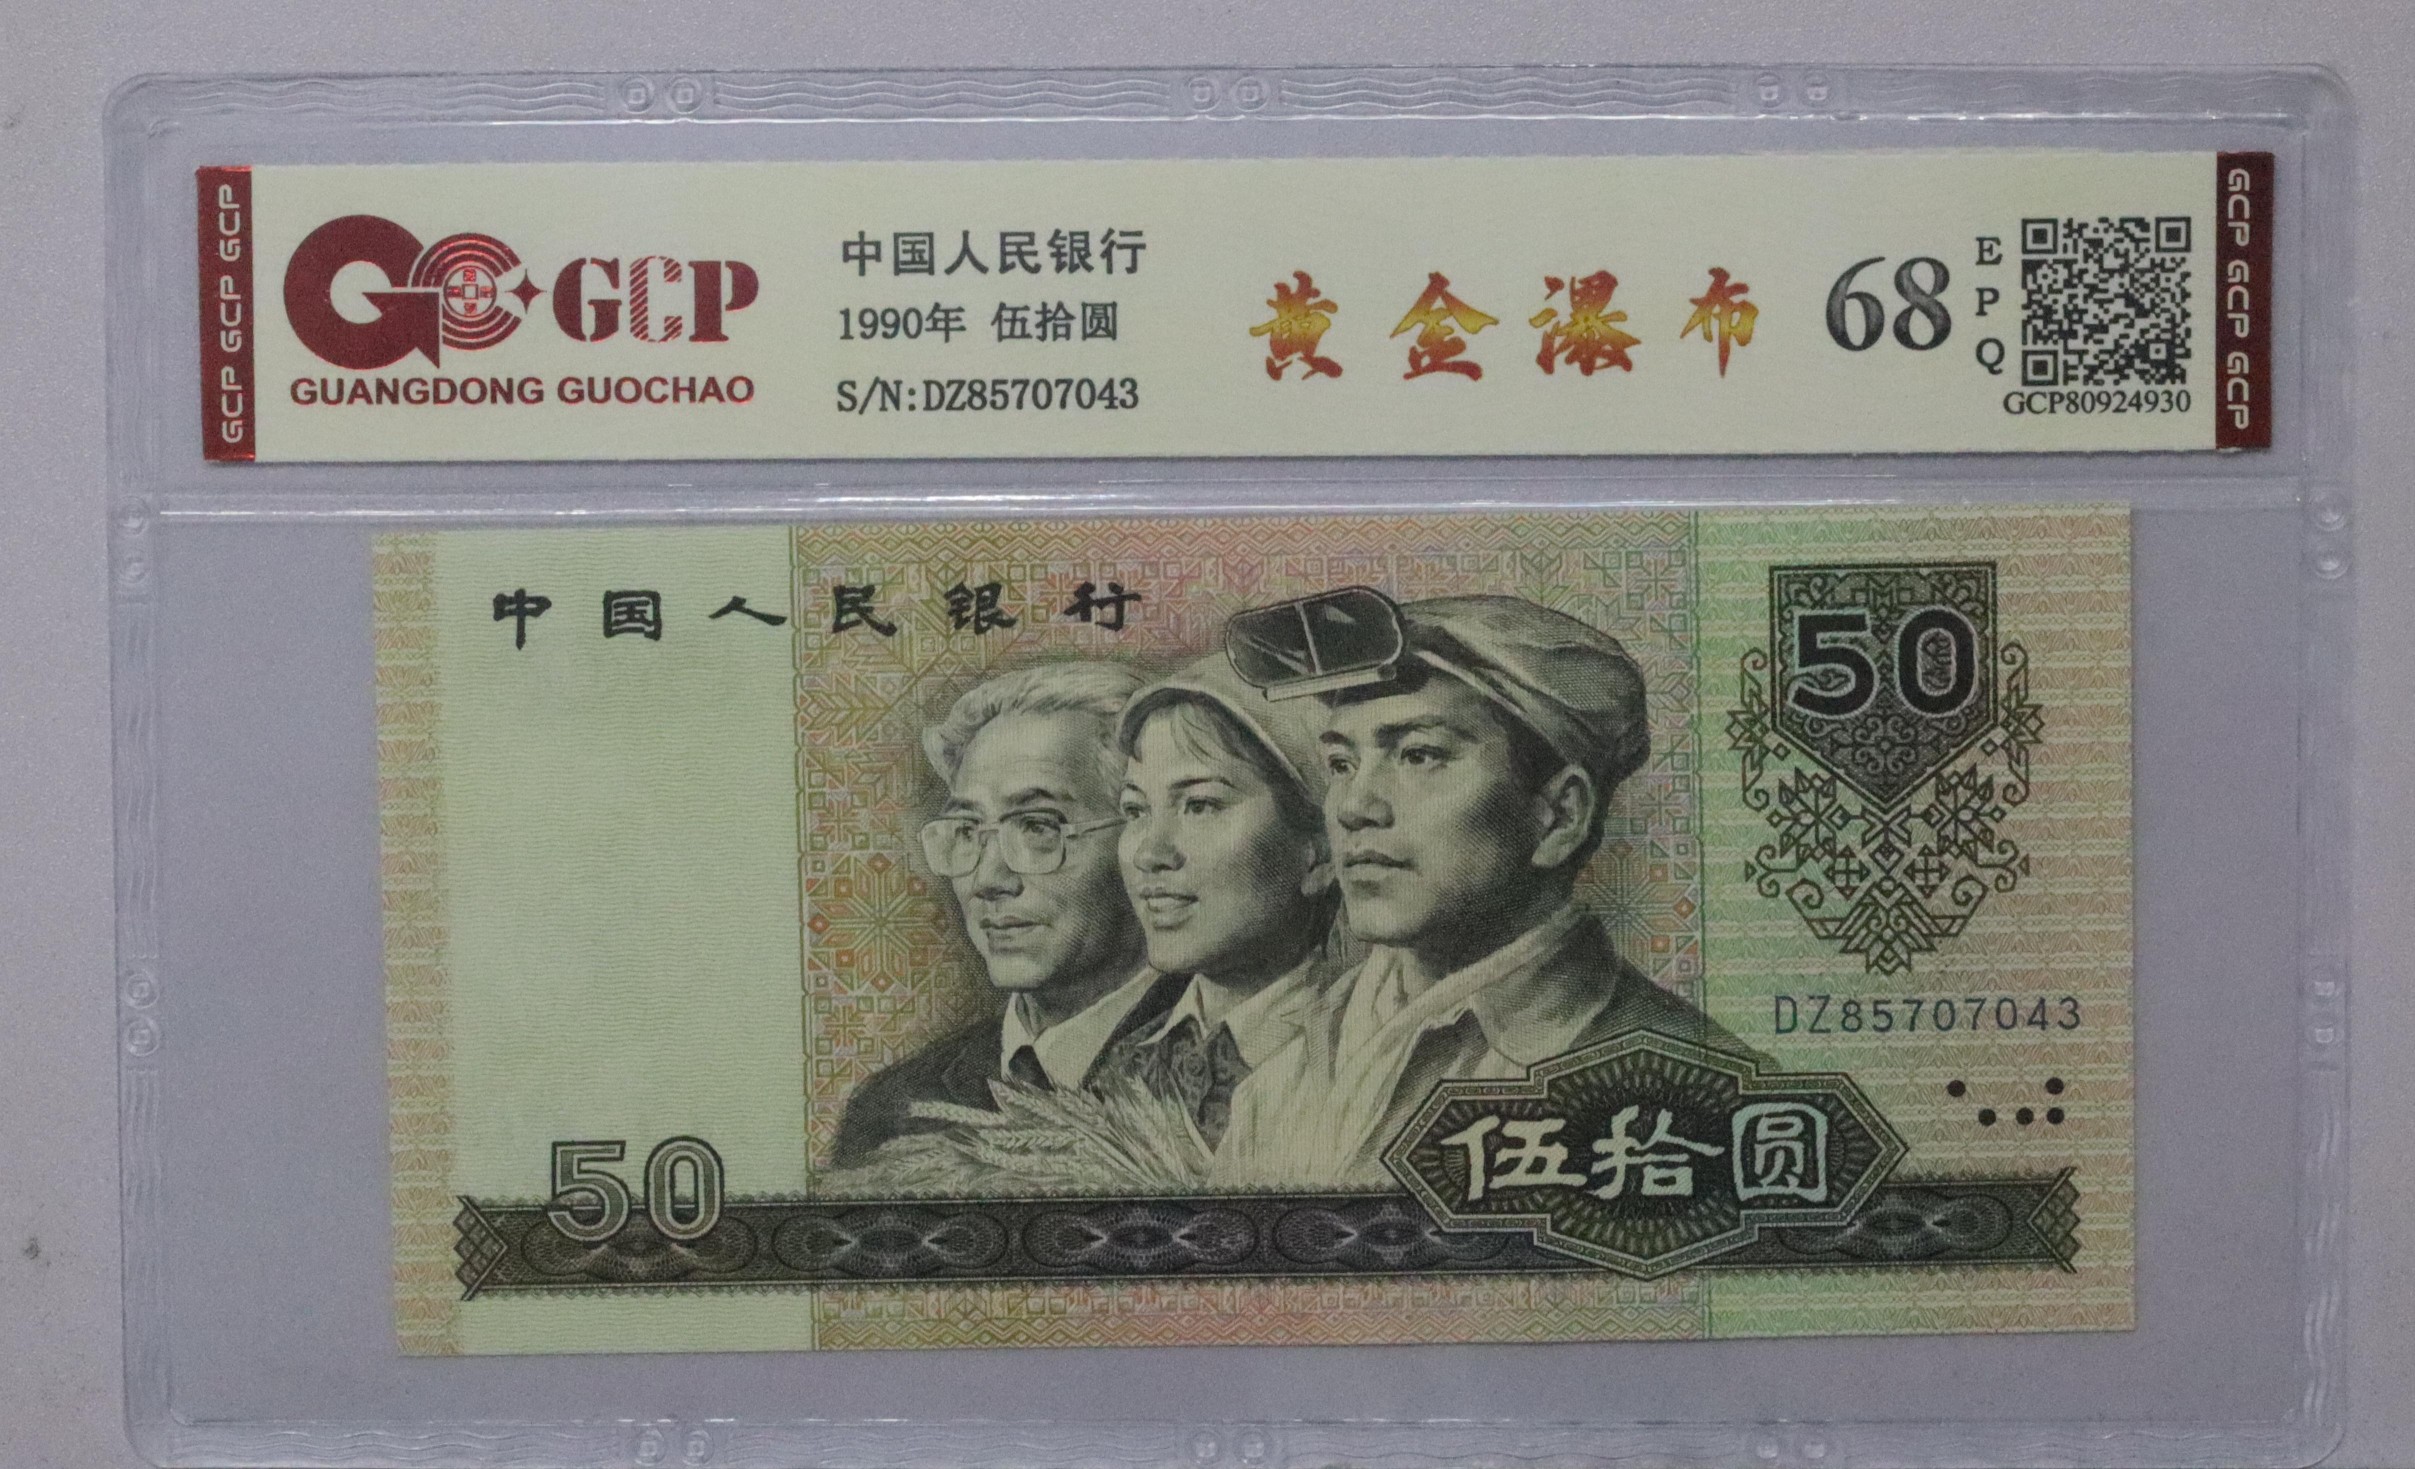 GCP GCP GCP
GCP
GUANGDONG GUOCHAO
中国人民银行
1990年 伍拾圆
S/N:DZ85707043
黄金瀑布
68
EPQ
GCP80924930
GCP GCP GCP
中国人民银行
50
DZ85707043
50
伍拾圆